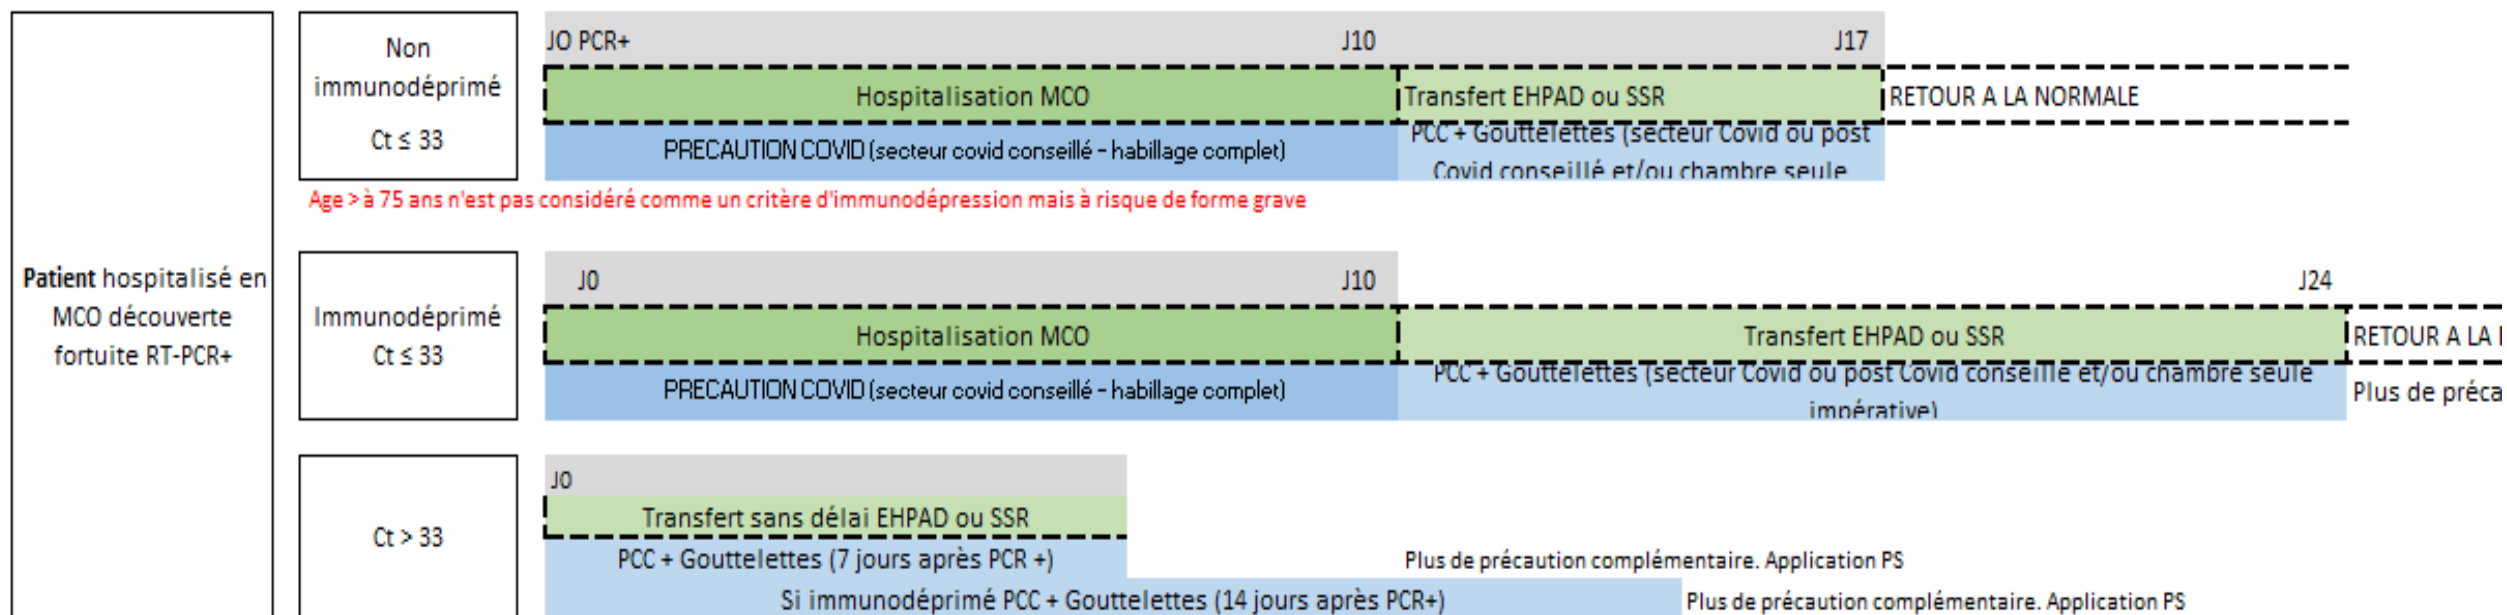 Patient hospitalisé en
MCO découverte
fortuite RT-PCR+
Non
immunodéprimé
Ct ≤ 33
JO PCR+ J10 J17
Hospitalisation MCO
Transfert EHPAD ou SSR
RETOUR A LA NORMALE
PRECAUTION COVID (secteur covid conseillé - habillage complet)
PCC + Gouttelettes (secteur Covid ou post
Covid conseillé et/ou chambre seule
Age > à 75 ans n'est pas considéré comme un critère d'immunodépression mais à risque de forme grave
Immunodéprimé
Ct ≤ 33
J0 J10 J24
Hospitalisation MCO
Transfert EHPAD ou SSR
RETOUR A LA
PRECAUTION COVID (secteur covid conseillé - habillage complet)
PCC + Gouttelettes (secteur Covid ou post Covid conseillé et/ou chambre seule
impérative)
Plus de
Ct > 33
J0
Transfert sans délai EHPAD ou SSR
PCC + Gouttelettes (7 jours après PCR +)
Plus de précaution complémentaire. Application PS
Si immunodéprimé PCC + Gouttelettes (14 jours après PCR+)
Plus de précaution complémentaire. Application PS